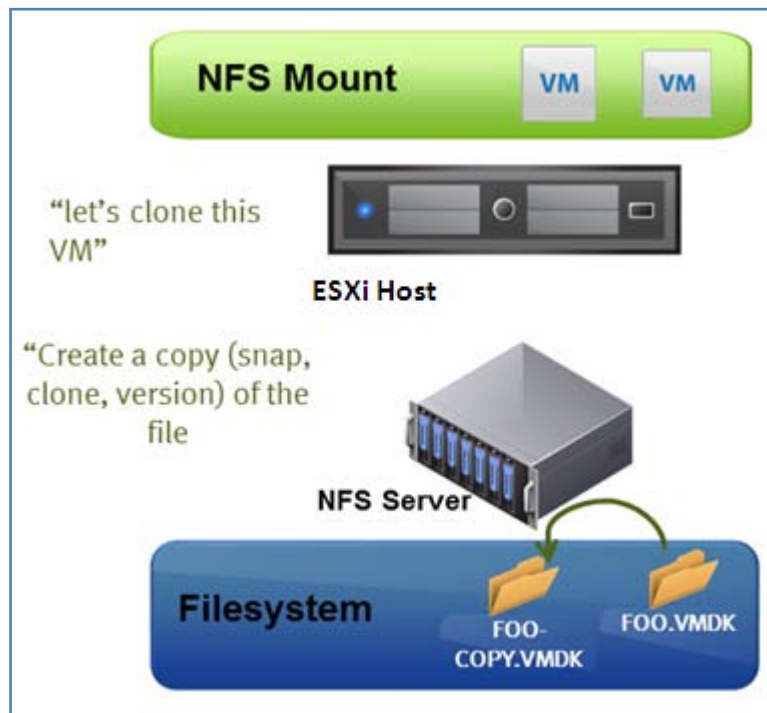 NFS Mount
VM
VM
“let’s clone this
VM”
ESXi Host
“Create a copy (snap,
clone, version) of the
file
NFS Server
Filesystem
FOO-
COPY.VMDK
FOO.VMDK